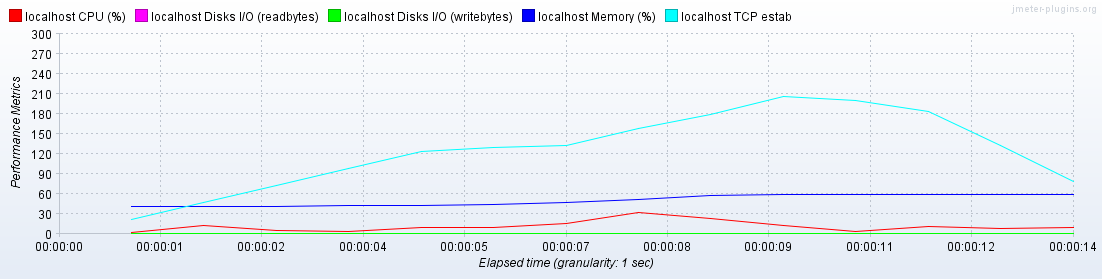 localhost CPU (%) localhost Disks I/O (readbytes) localhost Disks I/O (writebytes) localhost Memory (%) localhost TCP estab
jmeter-plugins.org
300
270
240
210
180
150
120
90
60
30
0
Performance Metrics
00:00:00 00:00:01 00:00:02 00:00:04 00:00:05 00:00:07 00:00:08 00:00:09 00:00:11 00:00:12 00:00:14
Elapsed time (granularity: 1 sec)